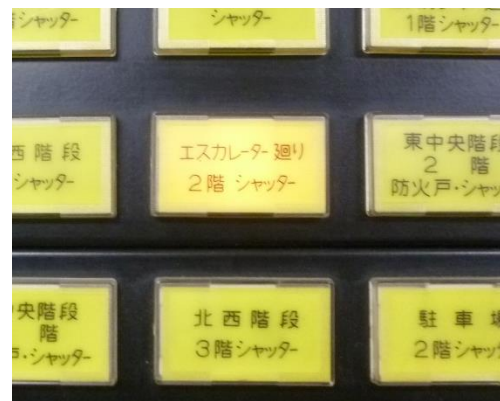 階シャッター
シャッター
1階シャッター
西階段
シャッター
エスカレーター廻り
2階 シャッター
東中央階段
2 階
防火戸・シャッ
央階段
階
戸・シャッター
北西階段
3階シャッター
駐車場
2階シャッ